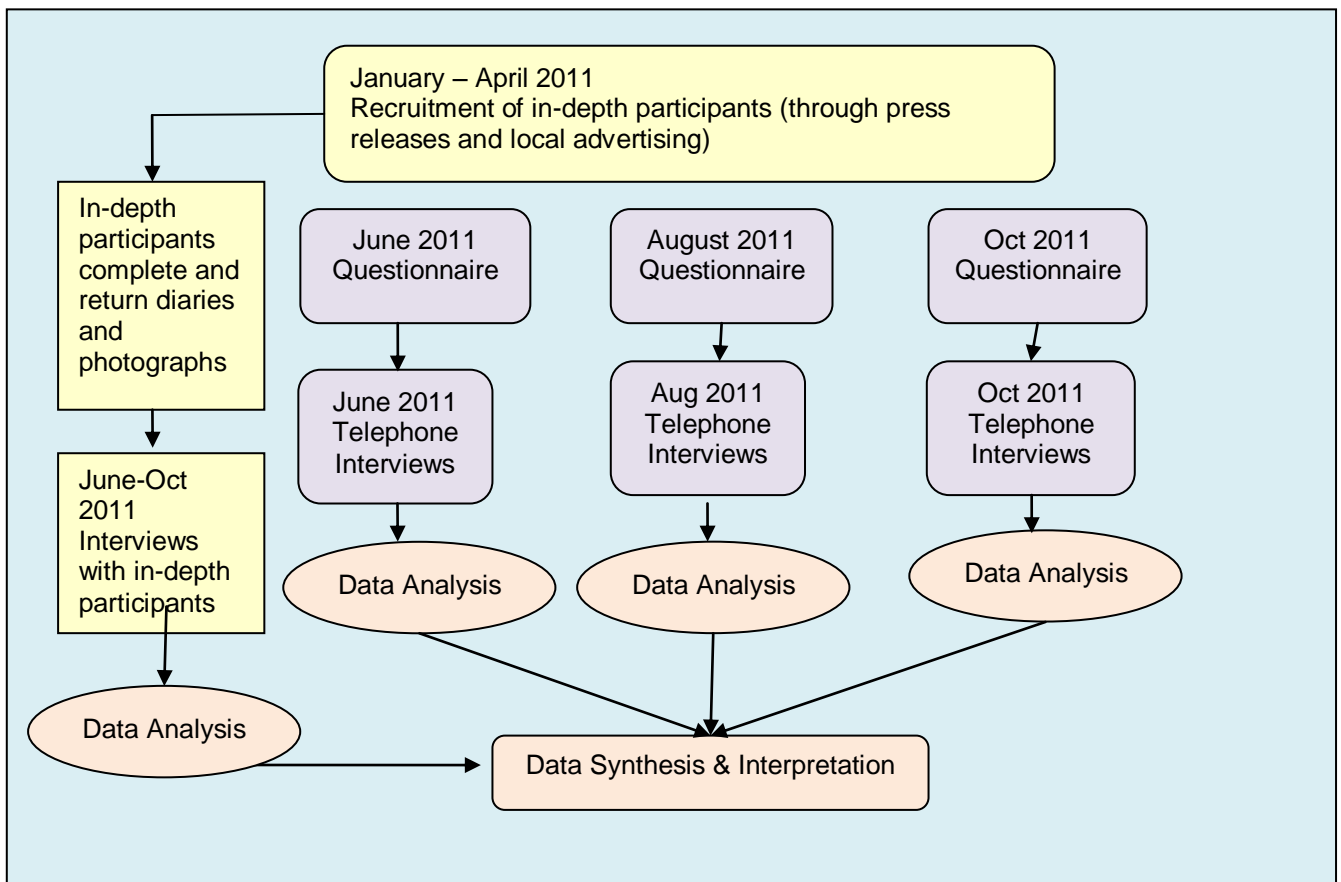 January – April 2011
Recruitment of in-depth participants (through press
releases and local advertising)
In-depth
participants
complete and
return diaries
and
photographs
June 2011
Questionnaire
August 2011
Questionnaire
Oct 2011
Questionnaire
June 2011
Telephone
Interviews
Aug 2011
Telephone
Interviews
Oct 2011
Telephone
Interviews
June-Oct
2011
Interviews
with in-depth
participants
Data Analysis
Data Analysis
Data Analysis
Data Analysis
Data Synthesis & Interpretation